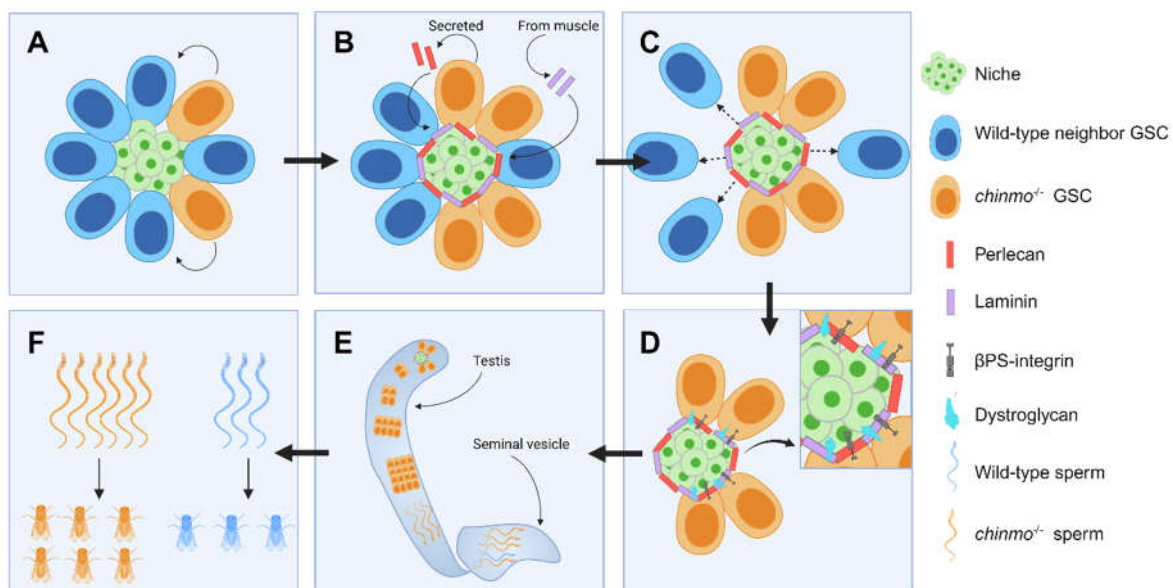 A
B
Secreted
From muscle
C
Niche
Wild-type neighbor GSC
chinmo-/- GSC
Perlecan
Laminin
βPS-integrin
Dystroglycan
Wild-type sperm
chinmo-/- sperm
F
E
Testis
Seminal vesicle
D